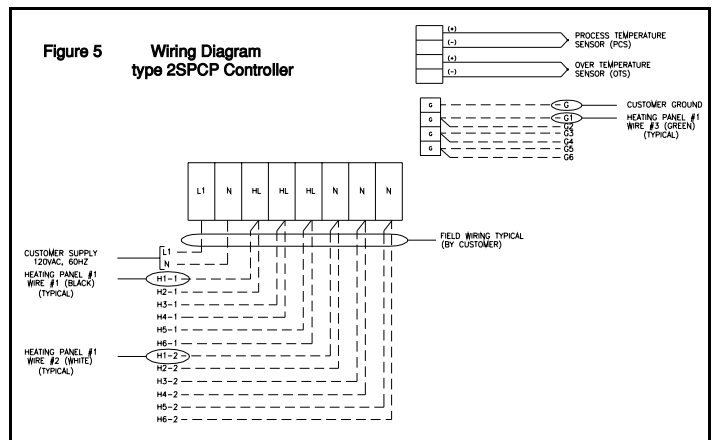 Figure 5 Wiring Diagram
type 2SPCP Controller
(+)
(-)
PROCESS TEMPERATURE
SENSOR (PCS)
(+)
(-)
OVER TEMPERATURE
SENSOR (OTS)
G G CUSTOMER GROUND
G G1 HEATING PANEL #1
G2 WIRE #3 (GREEN)
G G3 (TYPICAL)
G4
G G5
G6
L1 N HL HL HL N N N
FIELD WIRING TYPICAL
(BY CUSTOMER)
CUSTOMER SUPPLY L1
120VAC, 60HZ N
HEATING PANEL #1
WIRE #1 (BLACK)
(TYPICAL)
H1-1
H2-1
H3-1
H4-1
H5-1
H6-1
HEATING PANEL #1
WIRE #2 (WHITE)
(TYPICAL)
H1-2
H2-2
H3-2
H4-2
H5-2
H6-2